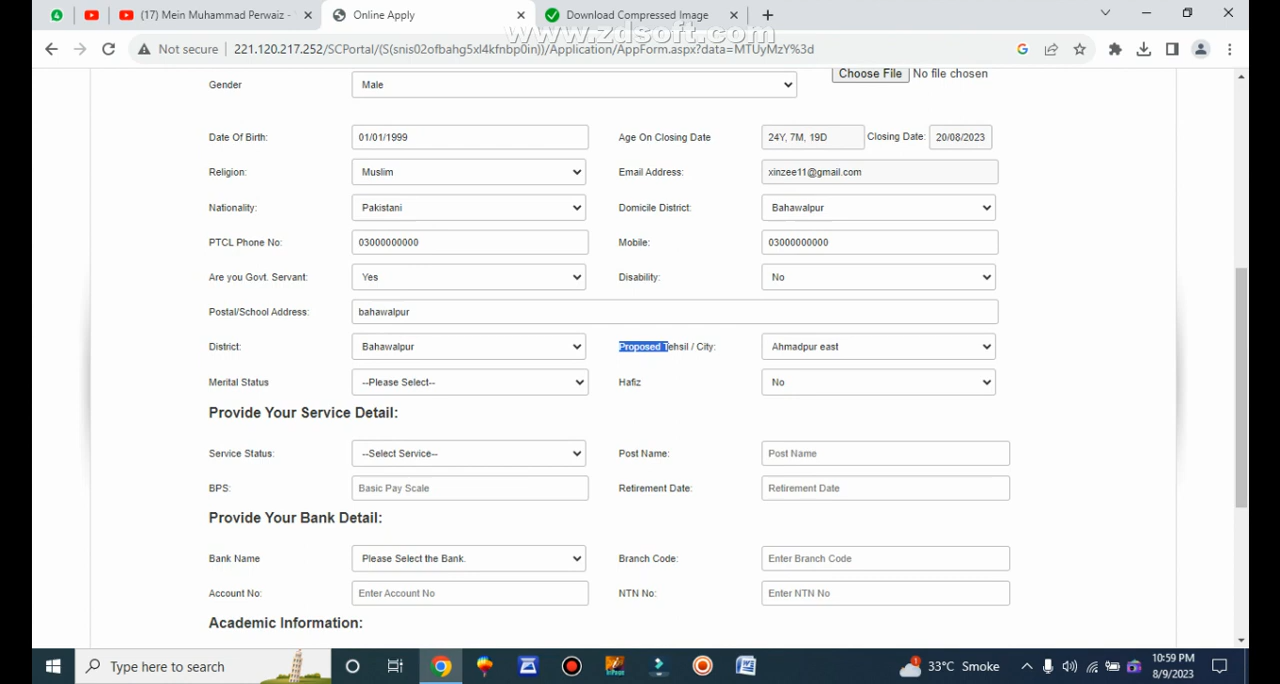 (17) Mein Muhammad Perwaiz - Online Apply Download Compressed Image
www.zdsoft.com
Not secure 221.120.217.252/SCPortal/(S(snis02ofbahg5xl4kfnbp0in))/Application/AppForm.aspx?data=MTUyMzY%3d
Gender Male Choose File No file chosen
Date Of Birth: 01/01/1999 Age On Closing Date 24Y, 7M, 19D Closing Date: 20/08/2023
Religion: Muslim Email Address: xinzee11@gmail.com
Nationality: Pakistani Domicile District: Bahawalpur
PTCL Phone No: 03000000000 Mobile: 03000000000
Are you Govt. Servant: Yes Disability: No
Postal/School Address: bahawalpur
District: Bahawalpur Proposed Tehsil / City: Ahmadpur east
Merital Status --Please Select-- Hafiz No
Provide Your Service Detail:
Service Status: --Select Service-- Post Name: Post Name
BPS: Basic Pay Scale Retirement Date: Retirement Date
Provide Your Bank Detail:
Bank Name Please Select the Bank. Branch Code: Enter Branch Code
Account No: Enter Account No NTN No: Enter NTN No
Academic Information:
Type here to search 33°C Smoke 10:59 PM
8/9/2023